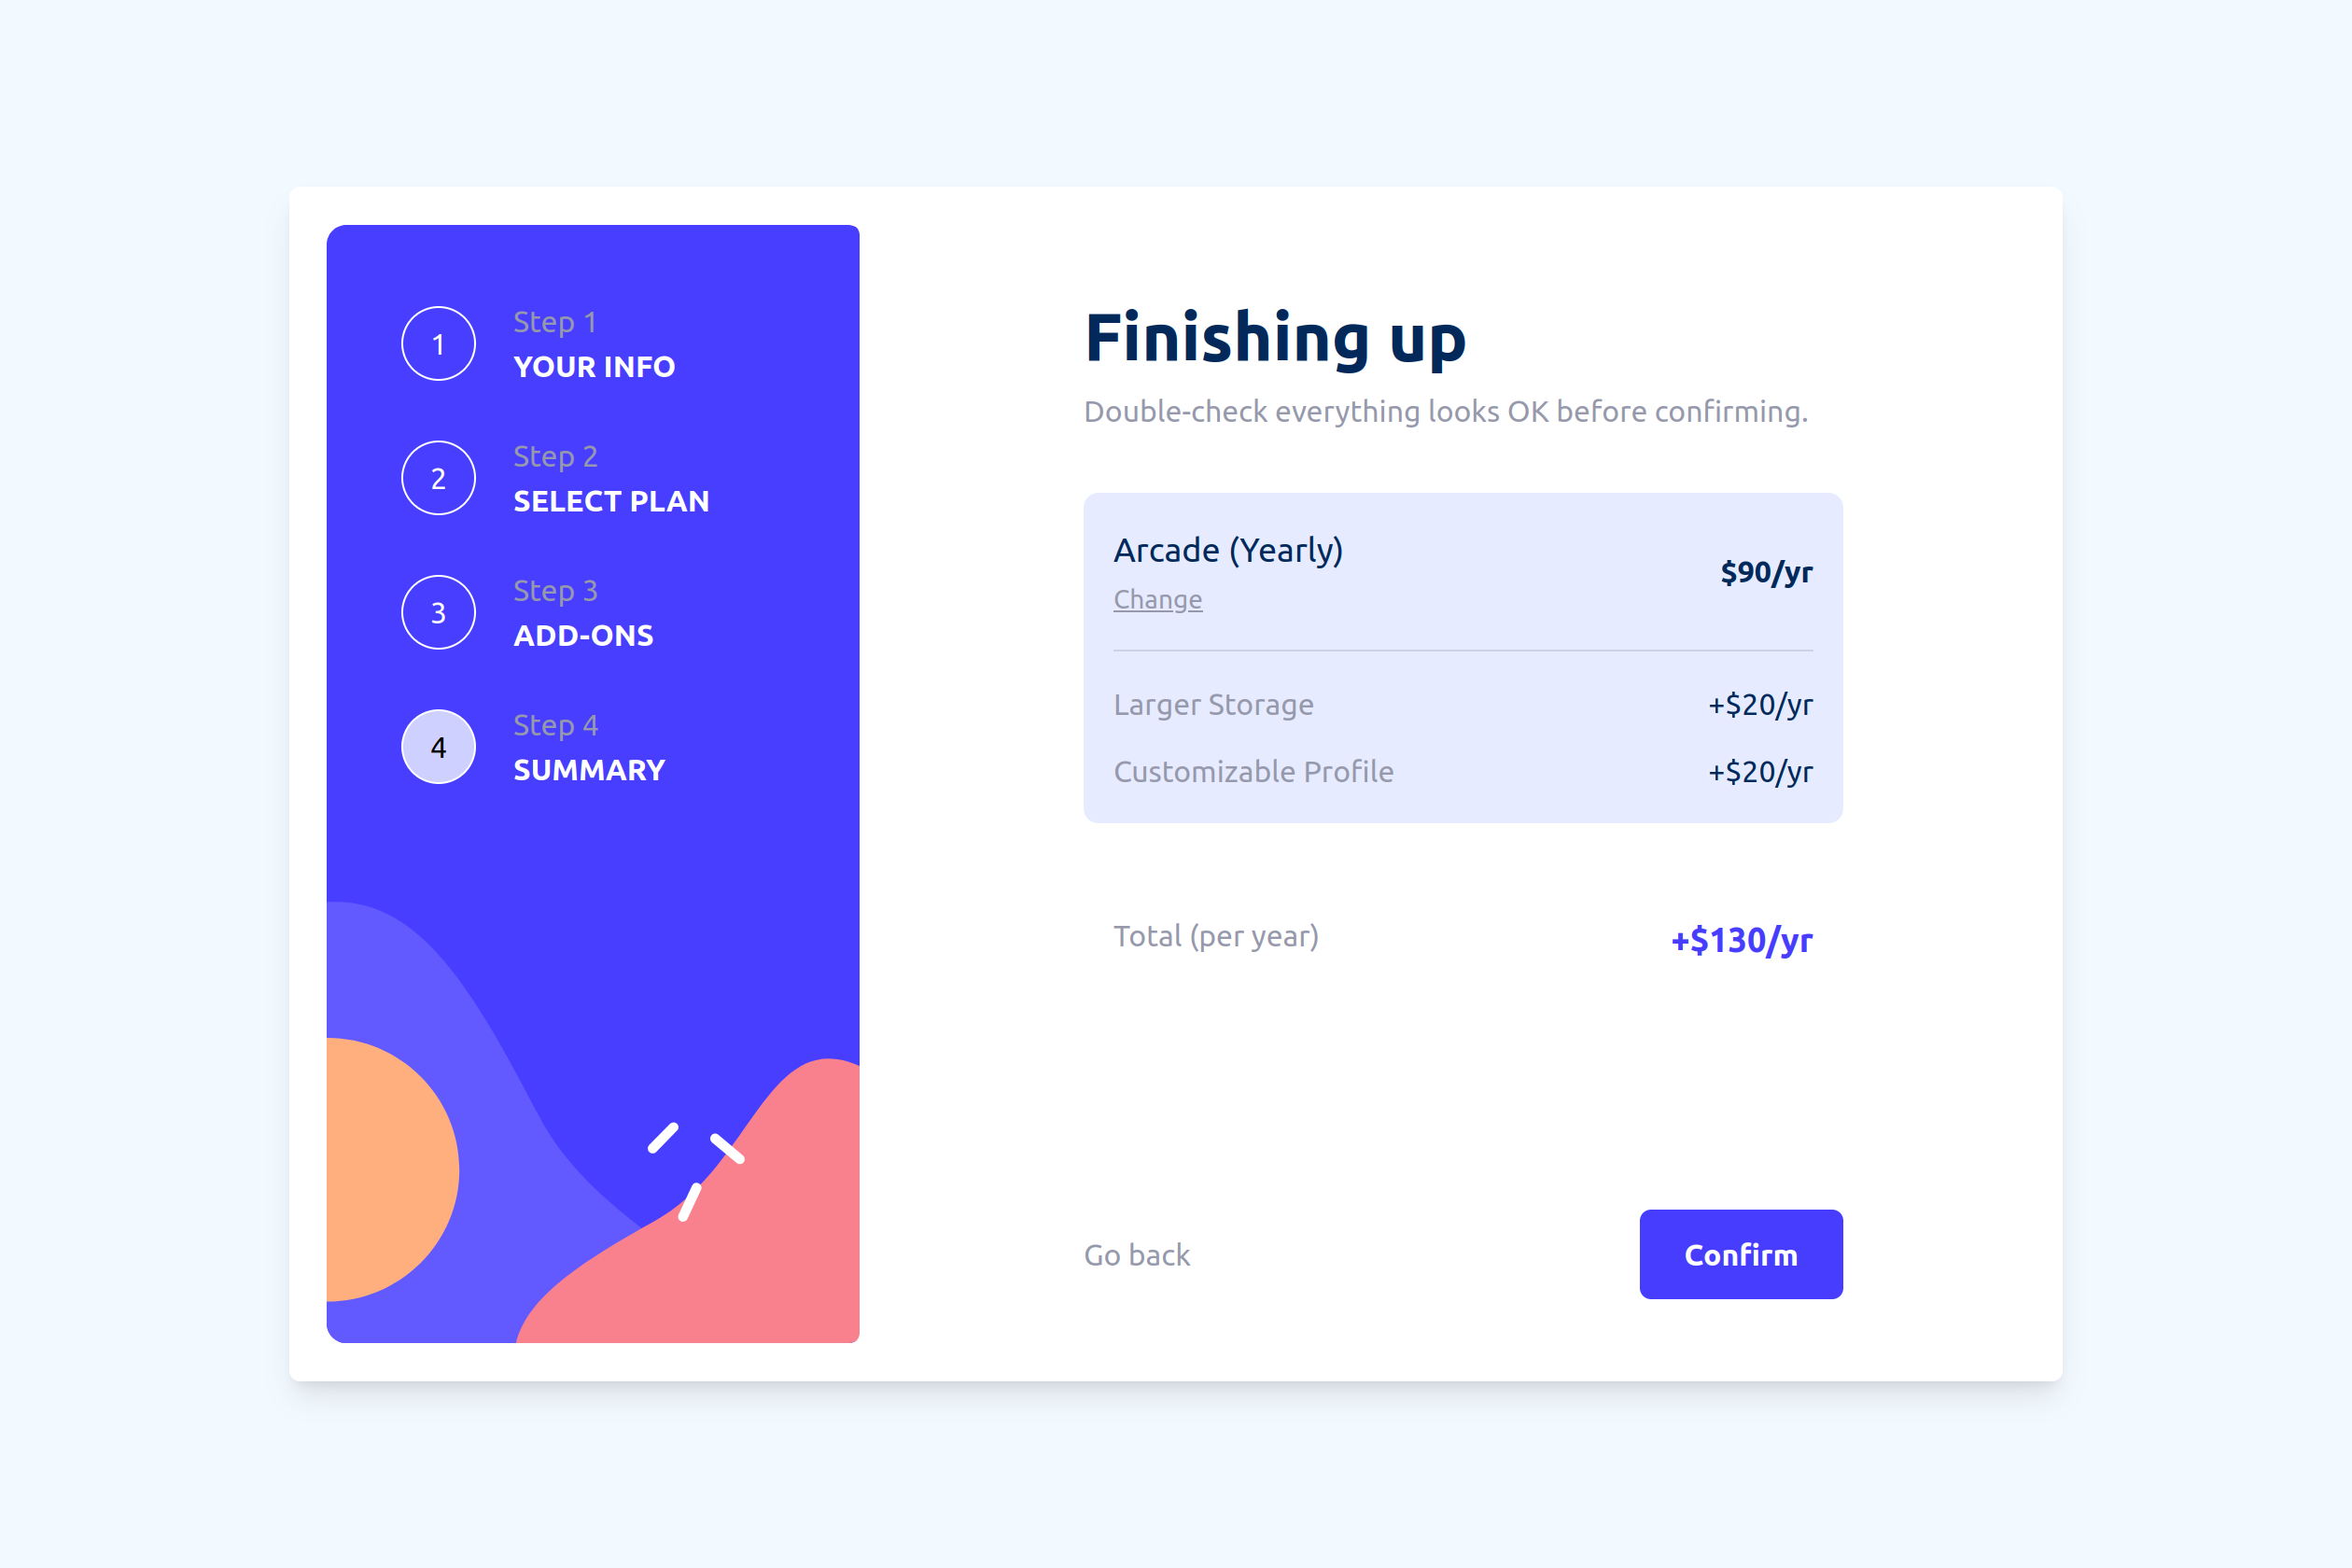 1
Step 1
YOUR INFO
2
Step 2
SELECT PLAN
3
Step 3
ADD-ONS
4
Step 4
SUMMARY
Finishing up
Double-check everything looks OK before confirming.
Arcade (Yearly)
Change
$90/yr
Larger Storage +$20/yr
Customizable Profile +$20/yr
Total (per year) +$130/yr
Go back
Confirm